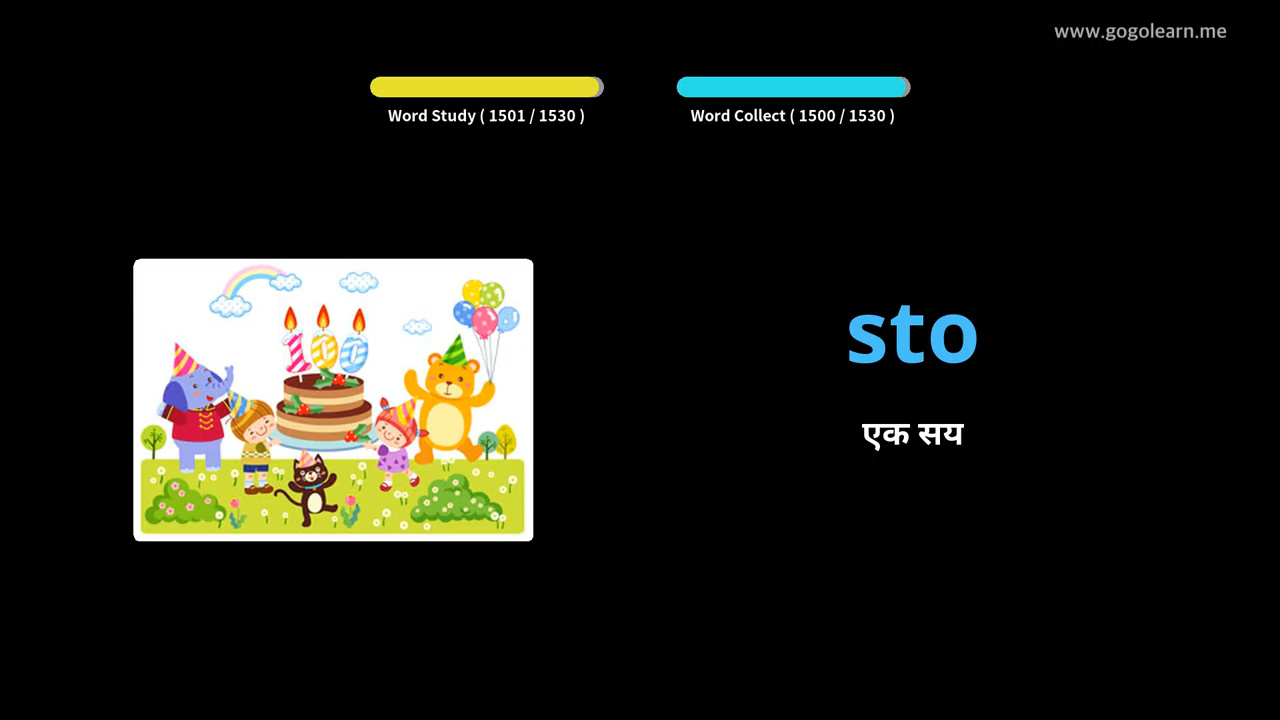 www.gogolearn.me
Word Study ( 1501 / 1530 )
Word Collect ( 1500 / 1530 )
100
sto
एक सय